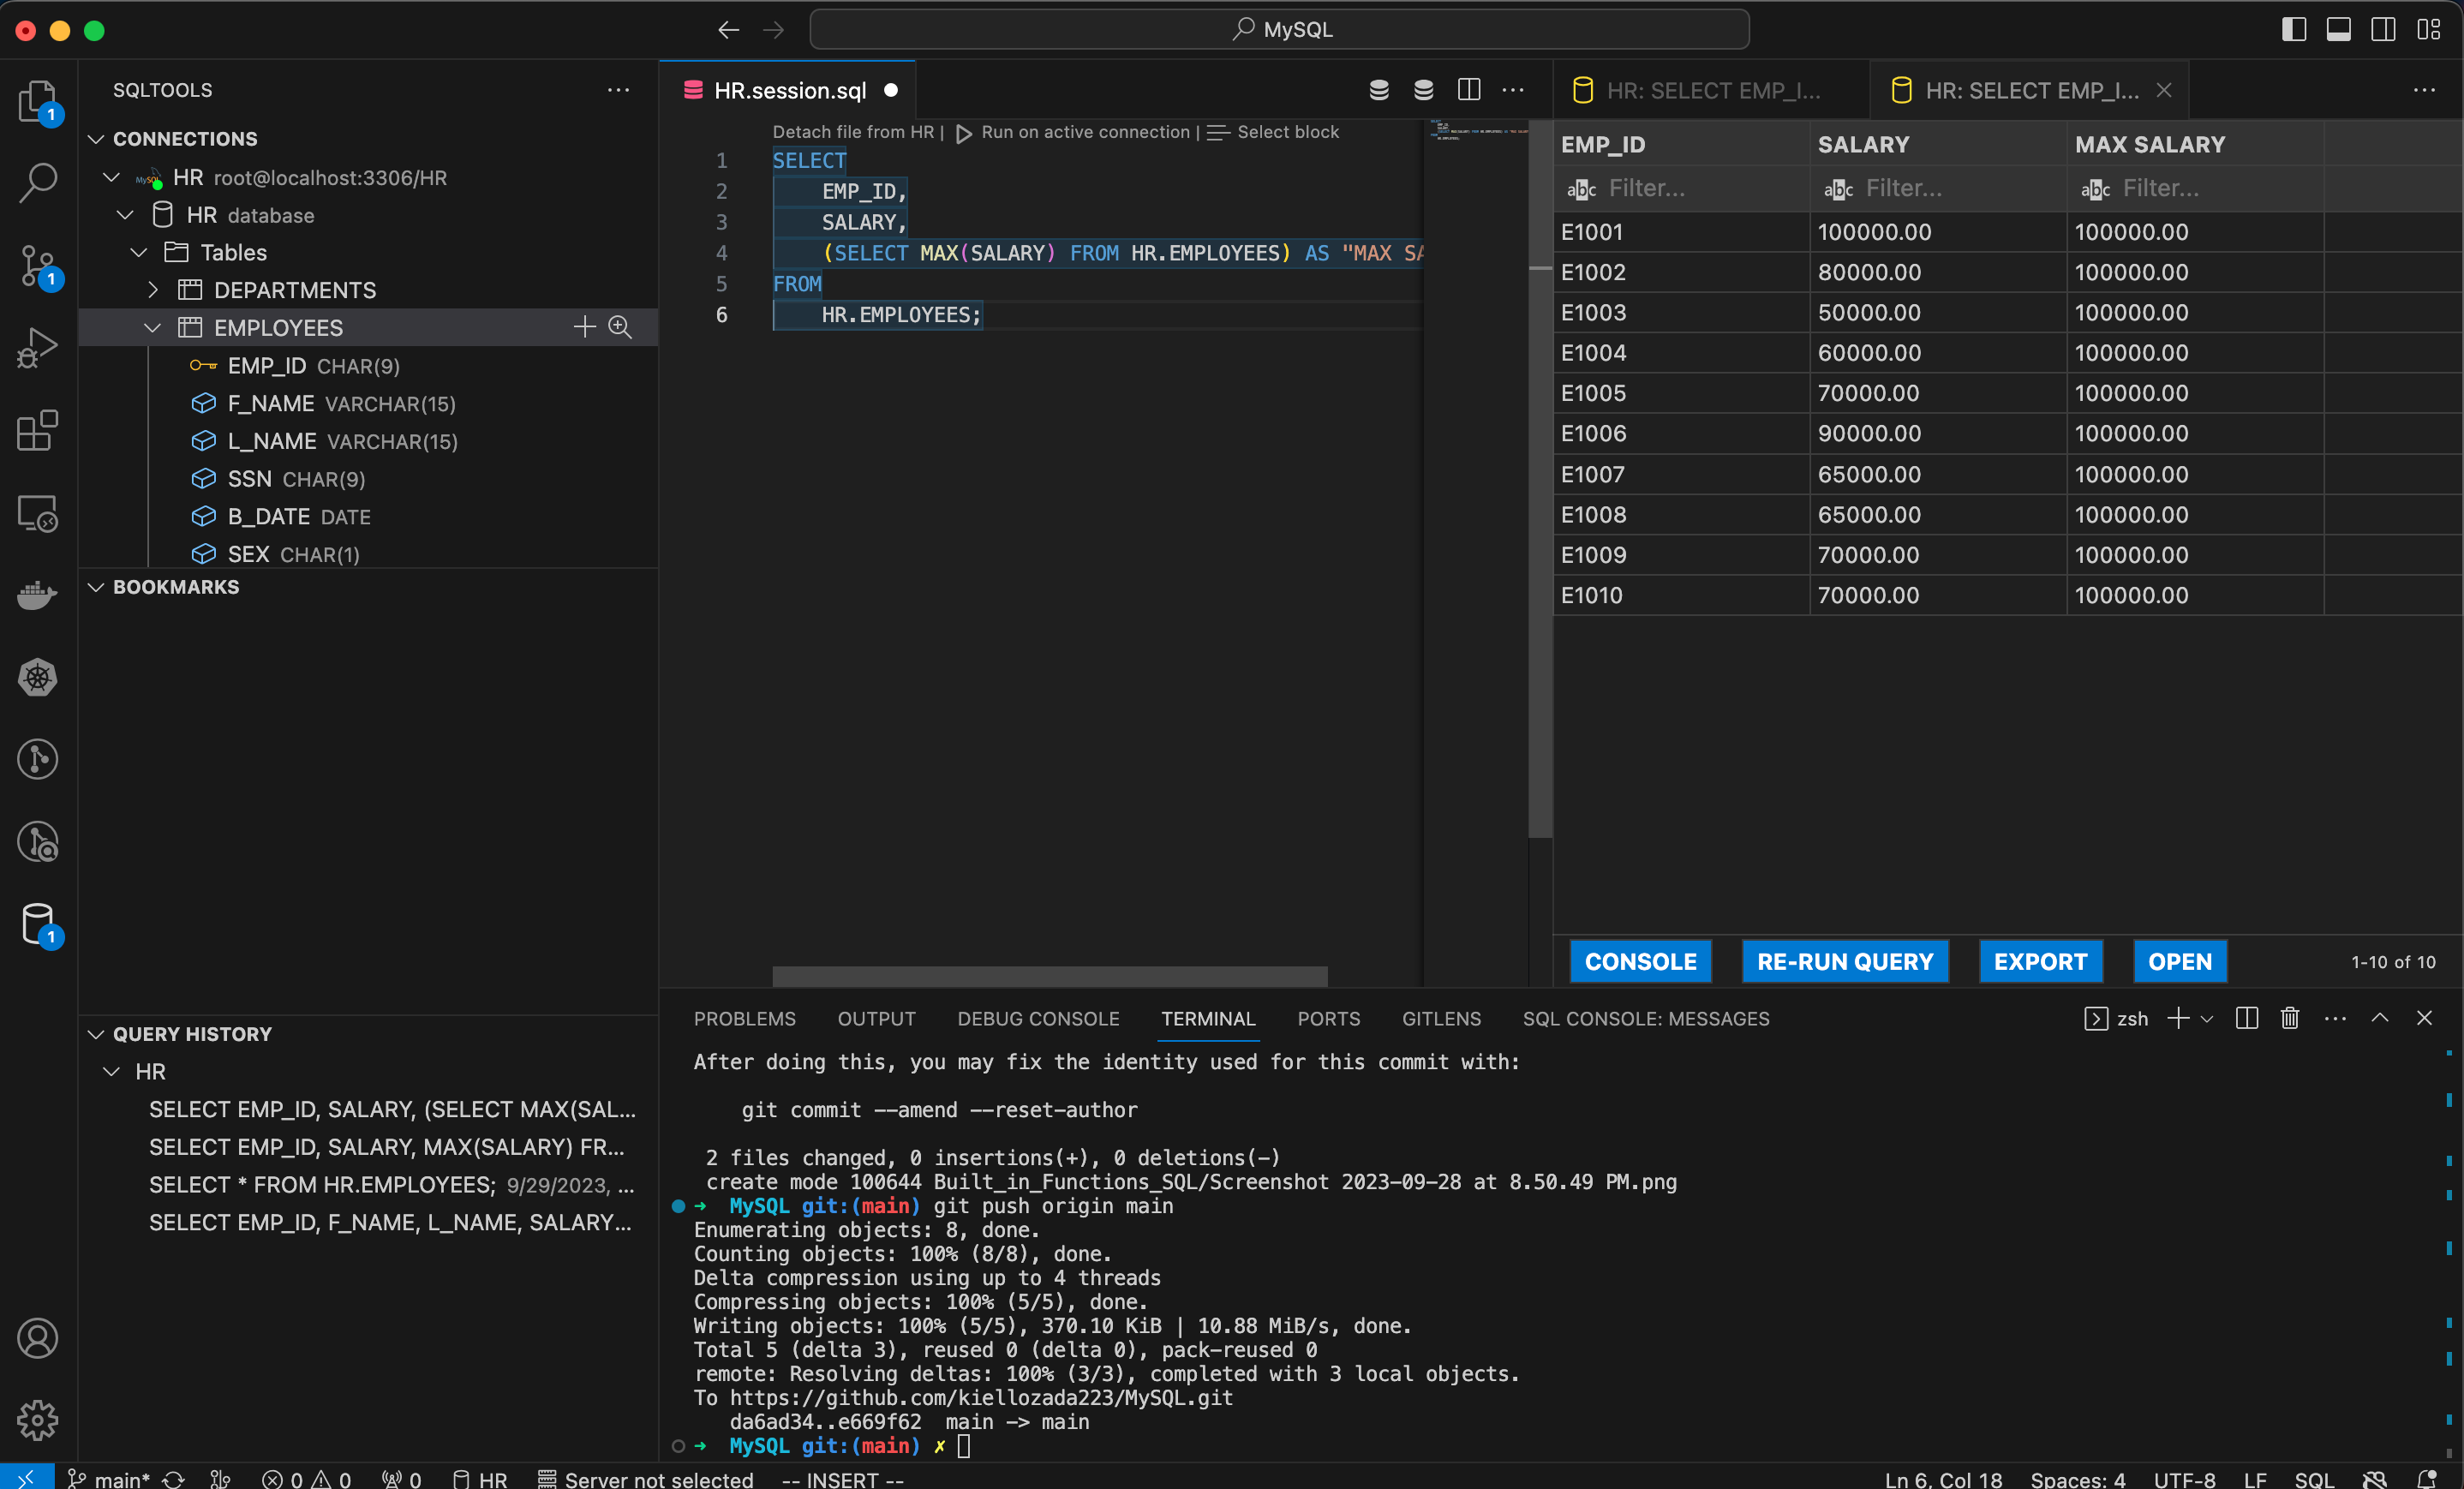 MySQL
1
1
1
SQLTOOLS
CONNECTIONS
HR root@localhost:3306/HR
HR database
Tables
DEPARTMENTS
EMPLOYEES
EMP_ID CHAR(9)
F_NAME VARCHAR(15)
L_NAME VARCHAR(15)
SSN CHAR(9)
B_DATE DATE
SEX CHAR(1)
BOOKMARKS
QUERY HISTORY
HR
SELECT EMP_ID, SALARY, (SELECT MAX(SAL...
SELECT EMP_ID, SALARY, MAX(SALARY) FR...
SELECT * FROM HR.EMPLOYEES; 9/29/2023, ...
SELECT EMP_ID, F_NAME, L_NAME, SALARY...
HR.session.sql
Detach file from HR | Run on active connection | Select block
1 SELECT
2 EMP_ID,
3 SALARY,
4 (SELECT MAX(SALARY) FROM HR.EMPLOYEES) AS "MAX SA
5 FROM
6 HR.EMPLOYEES;
HR: SELECT EMP_I... HR: SELECT EMP_I...
EMP_ID SALARY MAX SALARY
abc Filter... abc Filter... abc Filter...
E1001 100000.00 100000.00
E1002 80000.00 100000.00
E1003 50000.00 100000.00
E1004 60000.00 100000.00
E1005 70000.00 100000.00
E1006 90000.00 100000.00
E1007 65000.00 100000.00
E1008 65000.00 100000.00
E1009 70000.00 100000.00
E1010 70000.00 100000.00
CONSOLE RE-RUN QUERY EXPORT OPEN 1-10 of 10
PROBLEMS OUTPUT DEBUG CONSOLE TERMINAL PORTS GITLENS SQL CONSOLE: MESSAGES zsh
After doing this, you may fix the identity used for this commit with:
git commit --amend --reset-author
2 files changed, 0 insertions(+), 0 deletions(-)
create mode 100644 Built_in_Functions_SQL/Screenshot 2023-09-28 at 8.50.49 PM.png
➜ MySQL git:(main) git push origin main
Enumerating objects: 8, done.
Counting objects: 100% (8/8), done.
Delta compression using up to 4 threads
Compressing objects: 100% (5/5), done.
Writing objects: 100% (5/5), 370.10 KiB | 10.88 MiB/s, done.
Total 5 (delta 3), reused 0 (delta 0), pack-reused 0
remote: Resolving deltas: 100% (3/3), completed with 3 local objects.
To https://github.com/kiellozada223/MySQL.git
da6ad34..e669f62 main -> main
➜ MySQL git:(main) ✗
main* 0 0 0 HR Server not selected -- INSERT -- Ln 6, Col 18 Spaces: 4 UTF-8 LF SQL